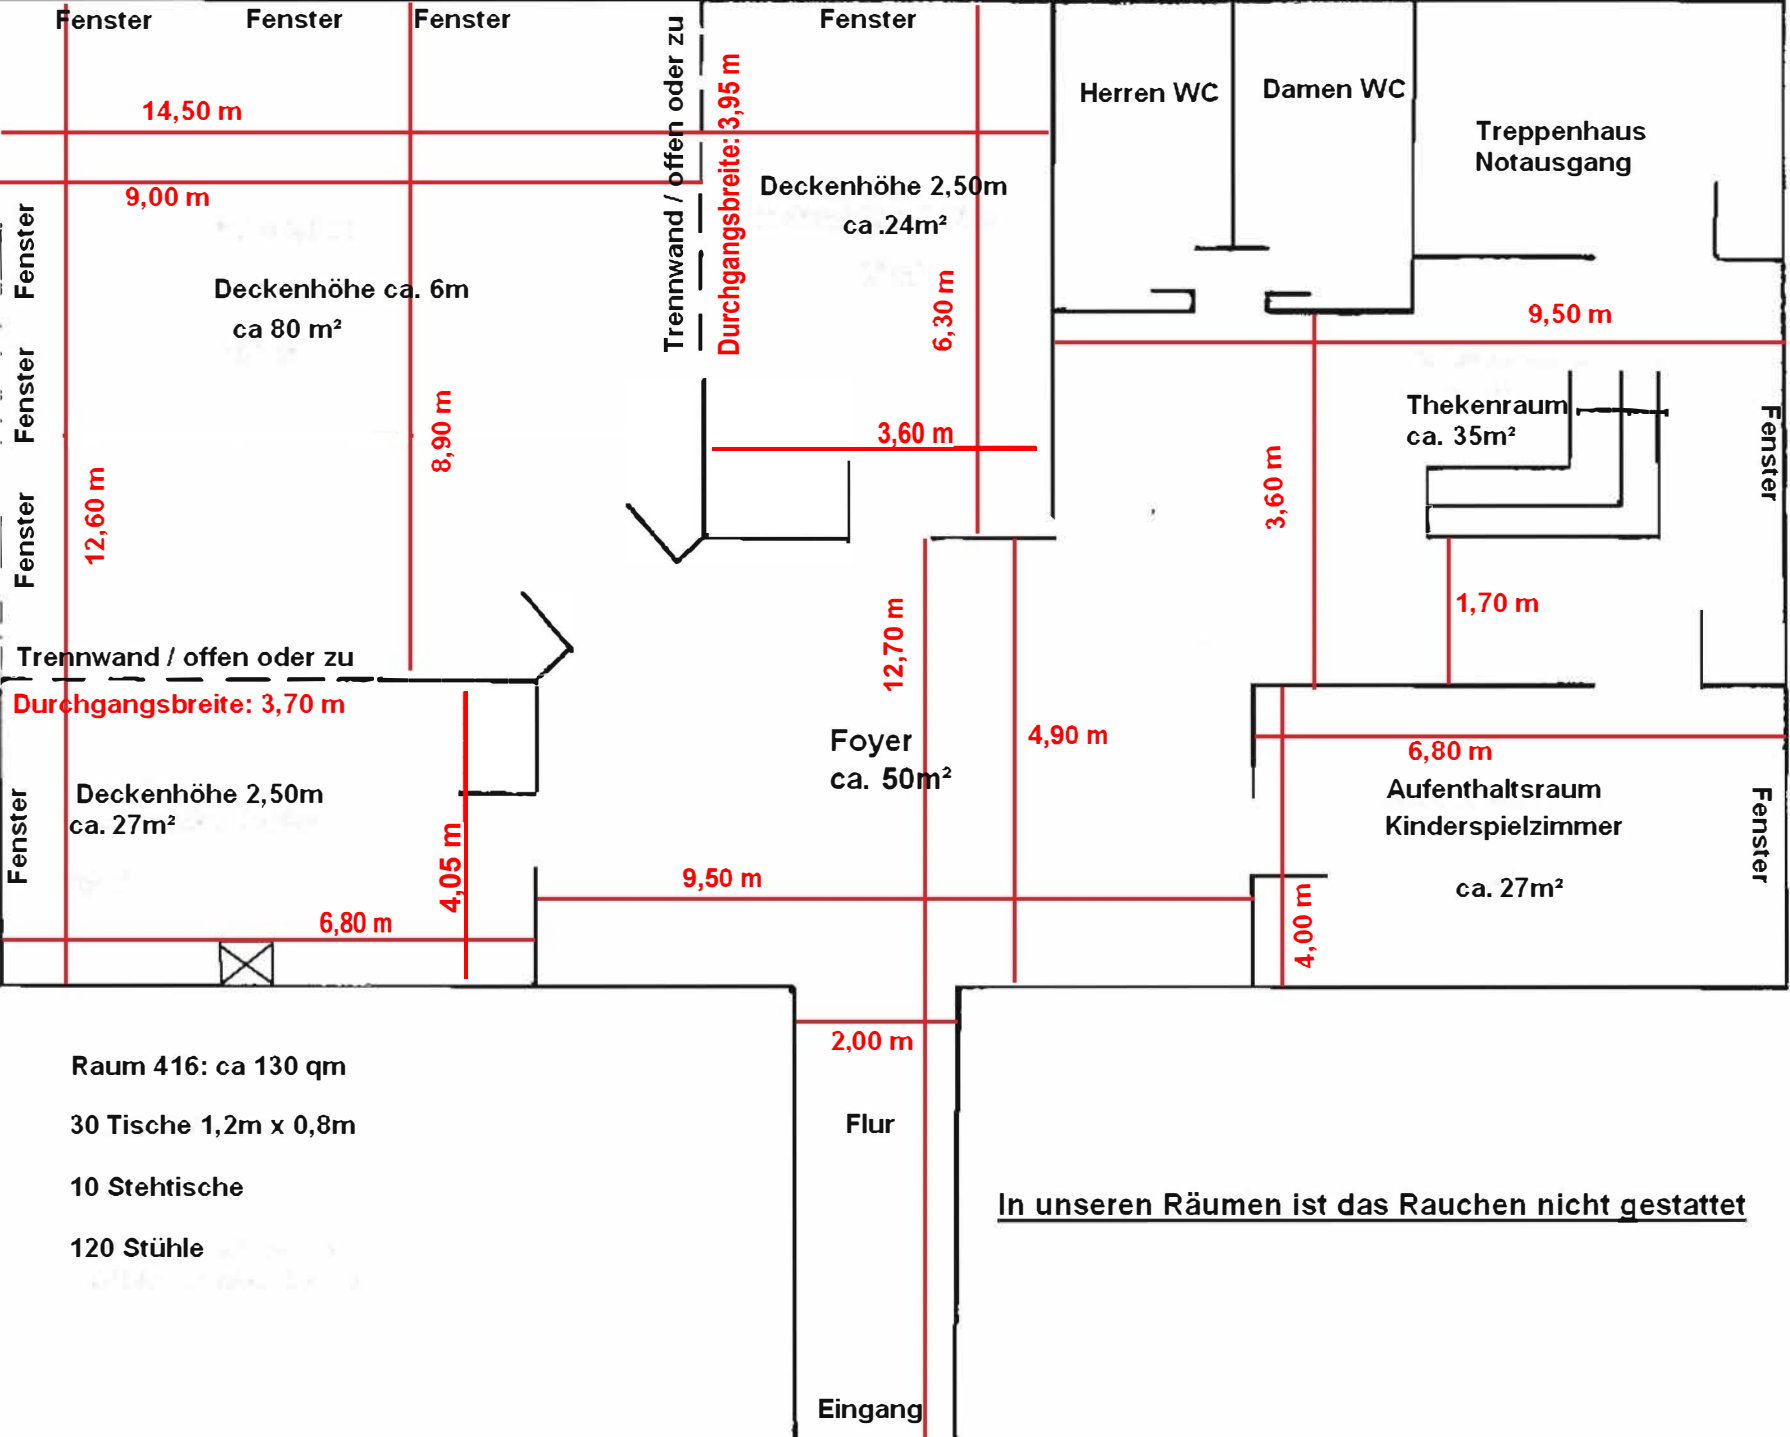 Fenster
Fenster
Fenster
Fenster
14,50 m
9,00 m
Trennwand / offen oder zu
Durchgangsbreite: 3,95 m
Herren WC
Damen WC
Treppenhaus
Notausgang
Deckenhöhe 2,50m
ca .24m²
Fenster
Deckenhöhe ca. 6m
ca 80 m²
6,30 m
9,50 m
Fenster
8,90 m
3,60 m
Thekenraum
ca. 35m²
Fenster
12,60 m
Fenster
3,60 m
1,70 m
12,70 m
Trennwand / offen oder zu
Durchgangsbreite: 3,70 m
Foyer
ca. 50m²
4,90 m
6,80 m
Aufenthaltsraum
Kinderspielzimmer
ca. 27m²
Fenster
Fenster
Deckenhöhe 2,50m
ca. 27m²
4,05 m
9,50 m
6,80 m
4,00 m
2,00 m
Raum 416: ca 130 qm
30 Tische 1,2m x 0,8m
10 Stehtische
120 Stühle
Flur
In unseren Räumen ist das Rauchen nicht gestattet
Eingang